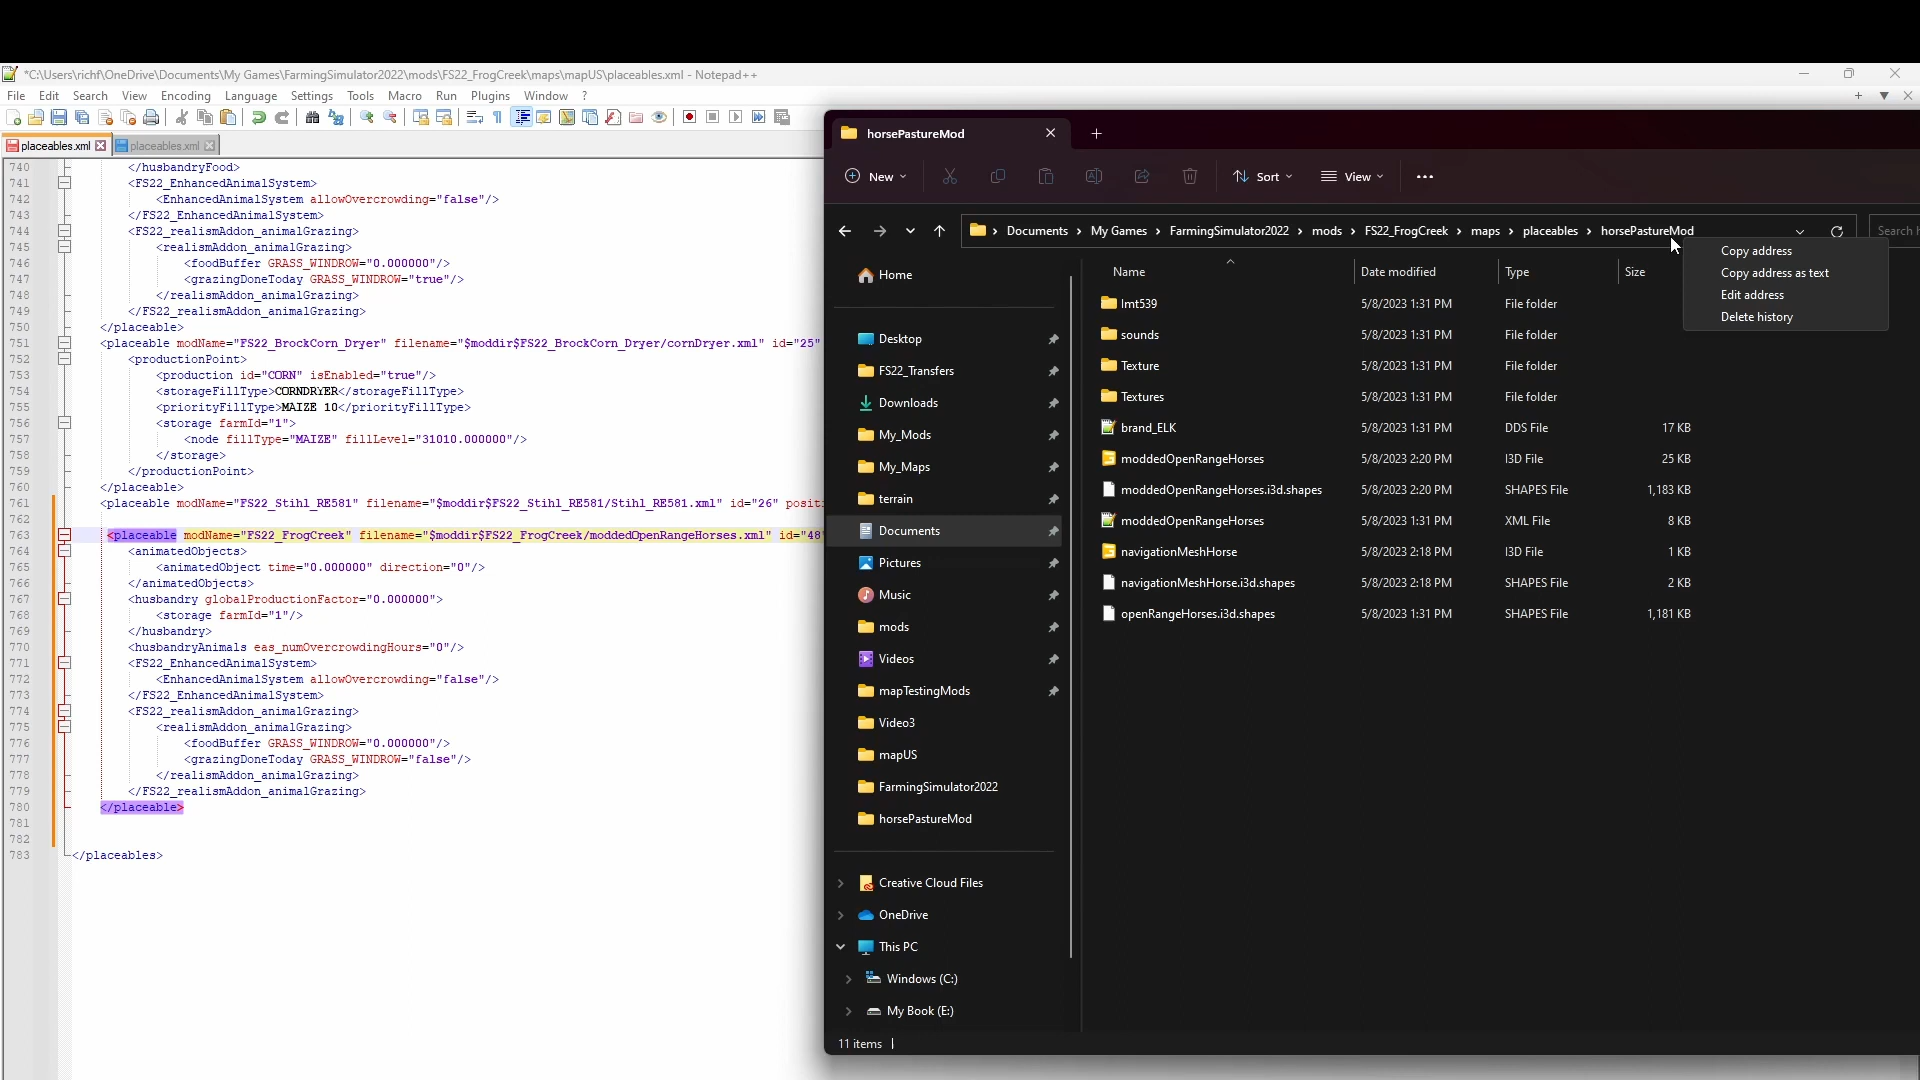 *C:\Users\richf\OneDrive\Documents\My Games\FarmingSimulator2022\mods\FS22_FrogCreek\maps\mapUS\placeables.xml - Notepad++
File Edit Search View Encoding Language Settings Tools Macro Run Plugins Window ?
placeables.xml placeables.xml
740 </husbandryFood>
741 <FS22_EnhancedAnimalSystem>
742 <EnhancedAnimalSystem allowOvercrowding="false"/>
743 </FS22_EnhancedAnimalSystem>
744 <FS22_realismAddon_animalGrazing>
745 <realismAddon_animalGrazing>
746 <foodBuffer GRASS_WINDROW="0.000000"/>
747 <grazingDoneToday GRASS_WINDROW="true"/>
748 </realismAddon_animalGrazing>
749 </FS22_realismAddon_animalGrazing>
750 </placeable>
751 <placeable modName="FS22_BrockCorn_Dryer" filename="$moddir$FS22_BrockCorn_Dryer/cornDryer.xml" id="25"
752 <productionPoint>
753 <production id="CORN" isEnabled="true"/>
754 <storageFillType>CORNDRYER</storageFillType>
755 <priorityFillType>MAIZE 10</priorityFillType>
756 <storage farmId="1">
757 <node fillType="MAIZE" fillLevel="31010.000000"/>
758 </storage>
759 </productionPoint>
760 </placeable>
761 <placeable modName="FS22_Stihl_RE581" filename="$moddir$FS22_Stihl_RE581/Stihl_RE581.xml" id="26" positi
762
763 <placeable modName="FS22_FrogCreek" filename="$moddir$FS22_FrogCreek/moddedOpenRangeHorses.xml" id="48"
764 <animatedObjects>
765 <animatedObject time="0.000000" direction="0"/>
766 </animatedObjects>
767 <husbandry globalProductionFactor="0.000000">
768 <storage farmId="1"/>
769 </husbandry>
770 <husbandryAnimals eas_numOvercrowdingHours="0"/>
771 <FS22_EnhancedAnimalSystem>
772 <EnhancedAnimalSystem allowOvercrowding="false"/>
773 </FS22_EnhancedAnimalSystem>
774 <FS22_realismAddon_animalGrazing>
775 <realismAddon_animalGrazing>
776 <foodBuffer GRASS_WINDROW="0.000000"/>
777 <grazingDoneToday GRASS_WINDROW="false"/>
778 </realismAddon_animalGrazing>
779 </FS22_realismAddon_animalGrazing>
780 </placeable>
781
782
783 </placeables>
horsePastureMod
New Sort View
Documents My Games FarmingSimulator2022 mods FS22_FrogCreek maps placeables horsePastureMod Search h
Copy address
Copy address as text
Edit address
Delete history
Home
Desktop
FS22_Transfers
Downloads
My_Mods
My_Maps
terrain
Documents
Pictures
Music
mods
Videos
mapTestingMods
Video3
mapUS
FarmingSimulator2022
horsePastureMod
Creative Cloud Files
OneDrive
This PC
Windows (C:)
My Book (E:)
Name Date modified Type Size
lmt539 5/8/2023 1:31 PM File folder
sounds 5/8/2023 1:31 PM File folder
Texture 5/8/2023 1:31 PM File folder
Textures 5/8/2023 1:31 PM File folder
brand_ELK 5/8/2023 1:31 PM DDS File 17 KB
moddedOpenRangeHorses 5/8/2023 2:20 PM I3D File 25 KB
moddedOpenRangeHorses.i3d.shapes 5/8/2023 2:20 PM SHAPES File 1,183 KB
moddedOpenRangeHorses 5/8/2023 1:31 PM XML File 8 KB
navigationMeshHorse 5/8/2023 2:18 PM I3D File 1 KB
navigationMeshHorse.i3d.shapes 5/8/2023 2:18 PM SHAPES File 2 KB
openRangeHorses.i3d.shapes 5/8/2023 1:31 PM SHAPES File 1,181 KB
11 items